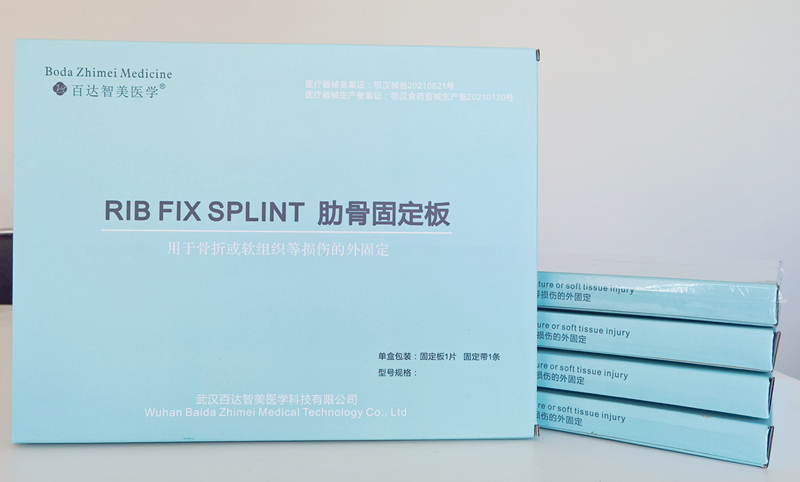 Boda Zhimei Medicine
百达智美医学®
医疗器械备案证：鄂汉械备20210621号
医疗器械生产备案证：鄂汉食药监械生产备20210120号
RIB FIX SPLINT 肋骨固定板
用于骨折或软组织等损伤的外固定
单盒包装：固定板1片 固定带1条
型号规格：
武汉百达智美医学科技有限公司
Wuhan Baida Zhimei Medical Technology Co., Ltd
ture or soft tissue injury
等损伤的外固定
ure or soft tissue injury
损伤的外固定
ure or soft tissue injury
损伤的外固定
ure or soft tissue injury
等损伤的外固定